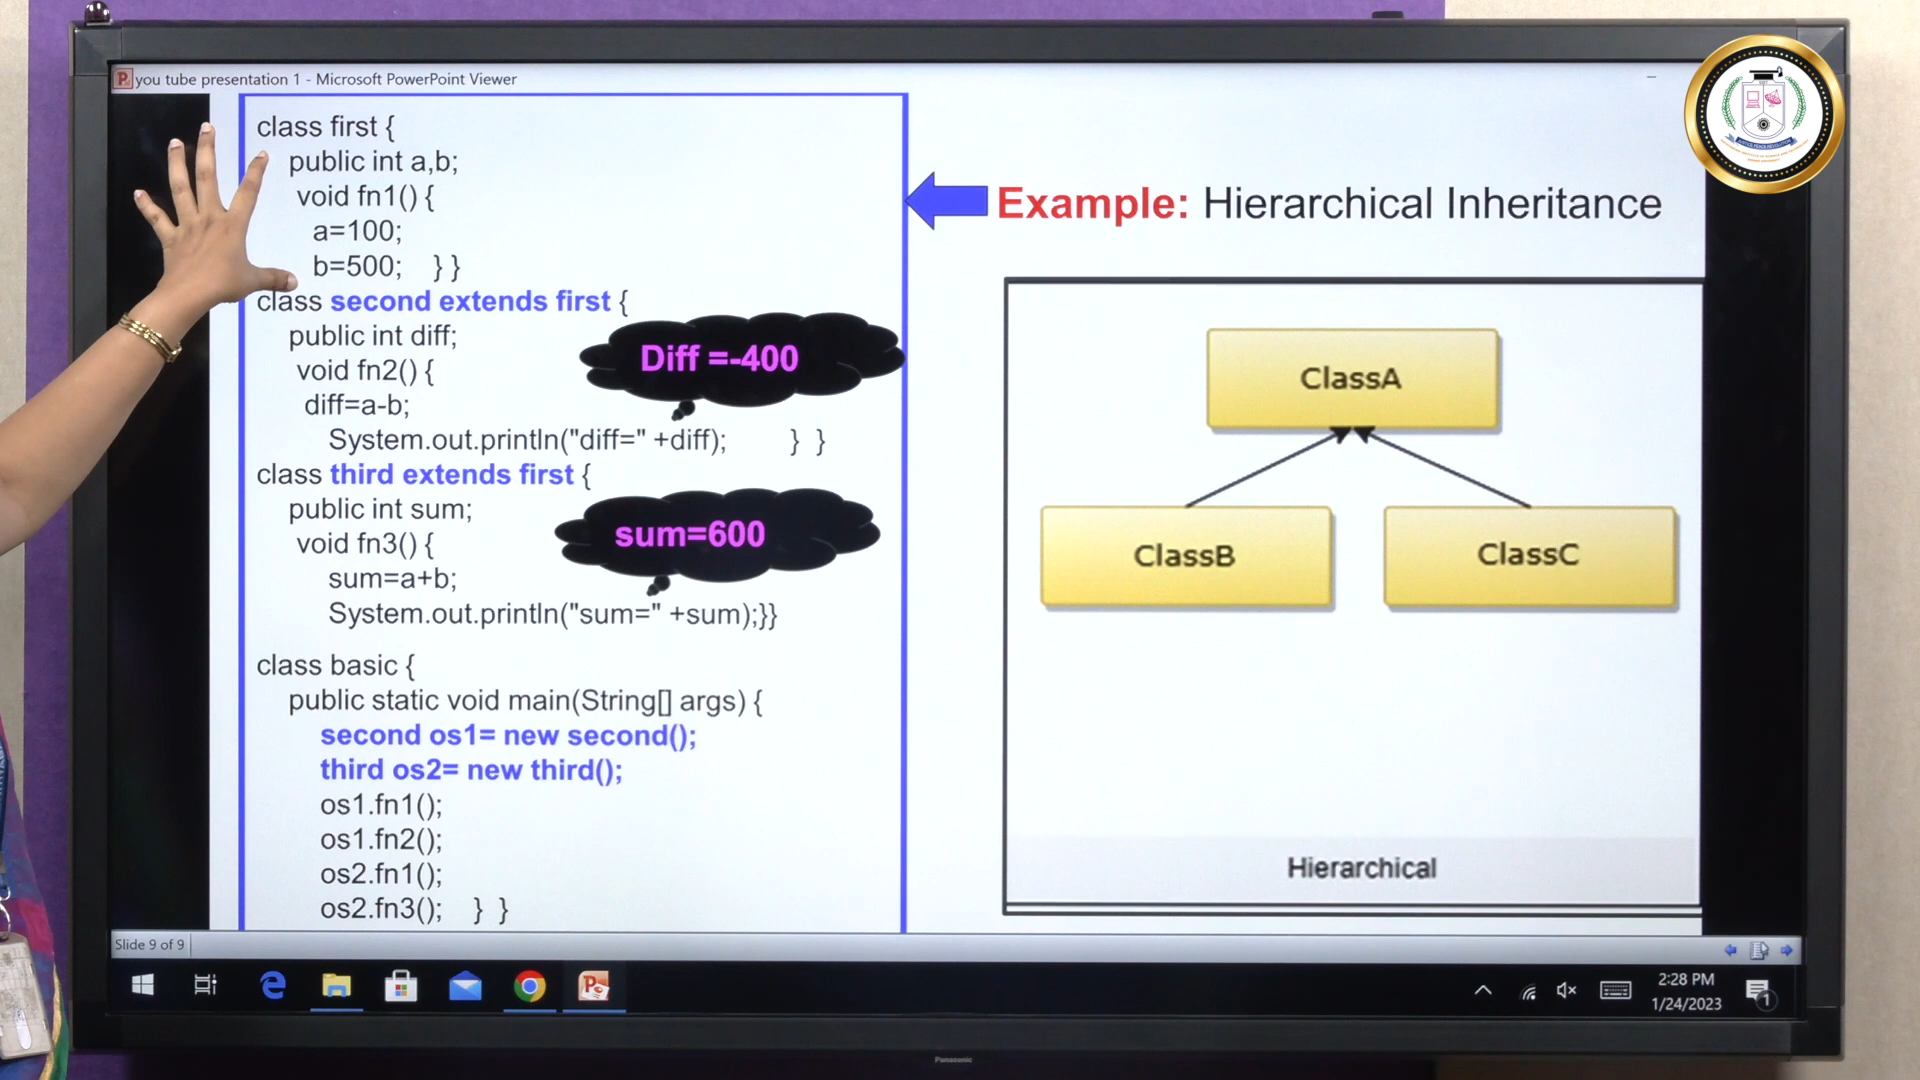 you tube presentation 1 - Microsoft PowerPoint Viewer
class first {
public int a,b;
void fn1() {
a=100;
b=500; } }
class second extends first {
public int diff;
void fn2() {
diff=a-b;
System.out.println("diff=" +diff); } }
class third extends first {
public int sum;
void fn3() {
sum=a+b;
System.out.println("sum=" +sum);}}
class basic {
public static void main(String[] args) {
second os1= new second();
third os2= new third();
os1.fn1();
os1.fn2();
os2.fn1();
os2.fn3(); } }
Diff =-400
sum=600
Example: Hierarchical Inheritance
ClassA
ClassB
ClassC
Hierarchical
Slide 9 of 9
2:28 PM
1/24/2023
1
Panasonic